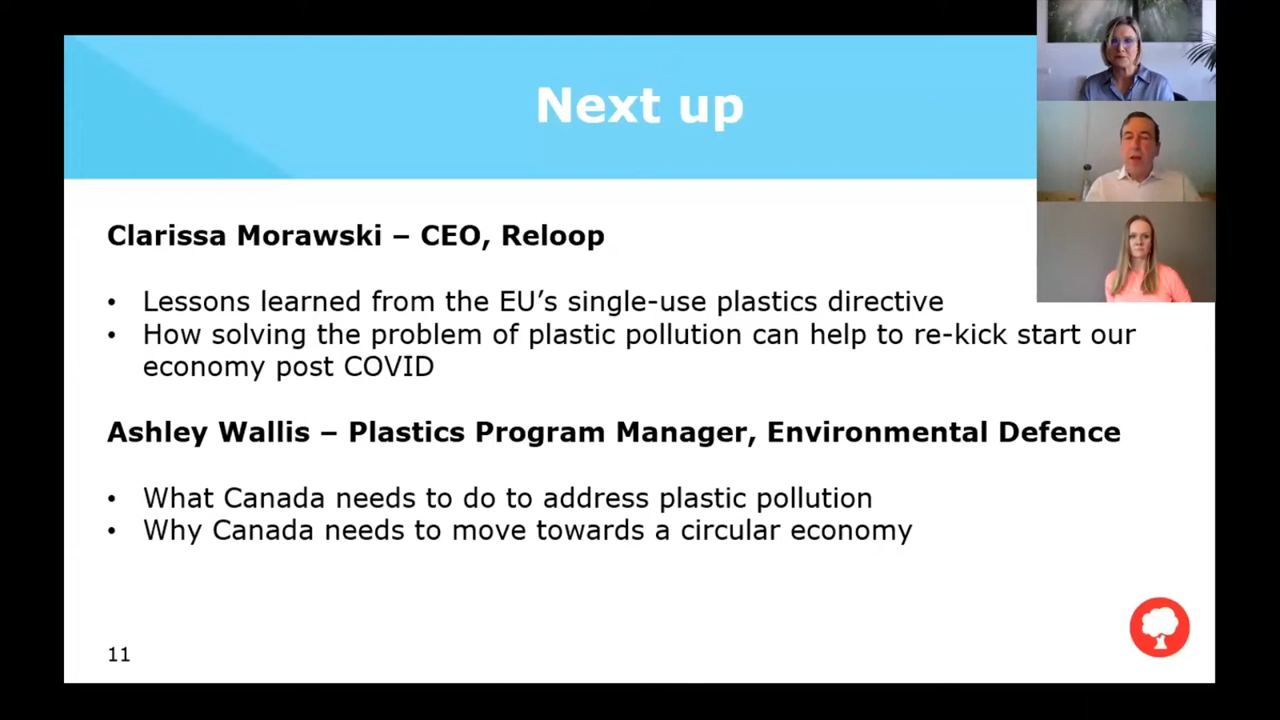 Next up
Clarissa Morawski – CEO, Reloop
• Lessons learned from the EU’s single-use plastics directive
• How solving the problem of plastic pollution can help to re-kick start our
economy post COVID
Ashley Wallis – Plastics Program Manager, Environmental Defence
• What Canada needs to do to address plastic pollution
• Why Canada needs to move towards a circular economy
11